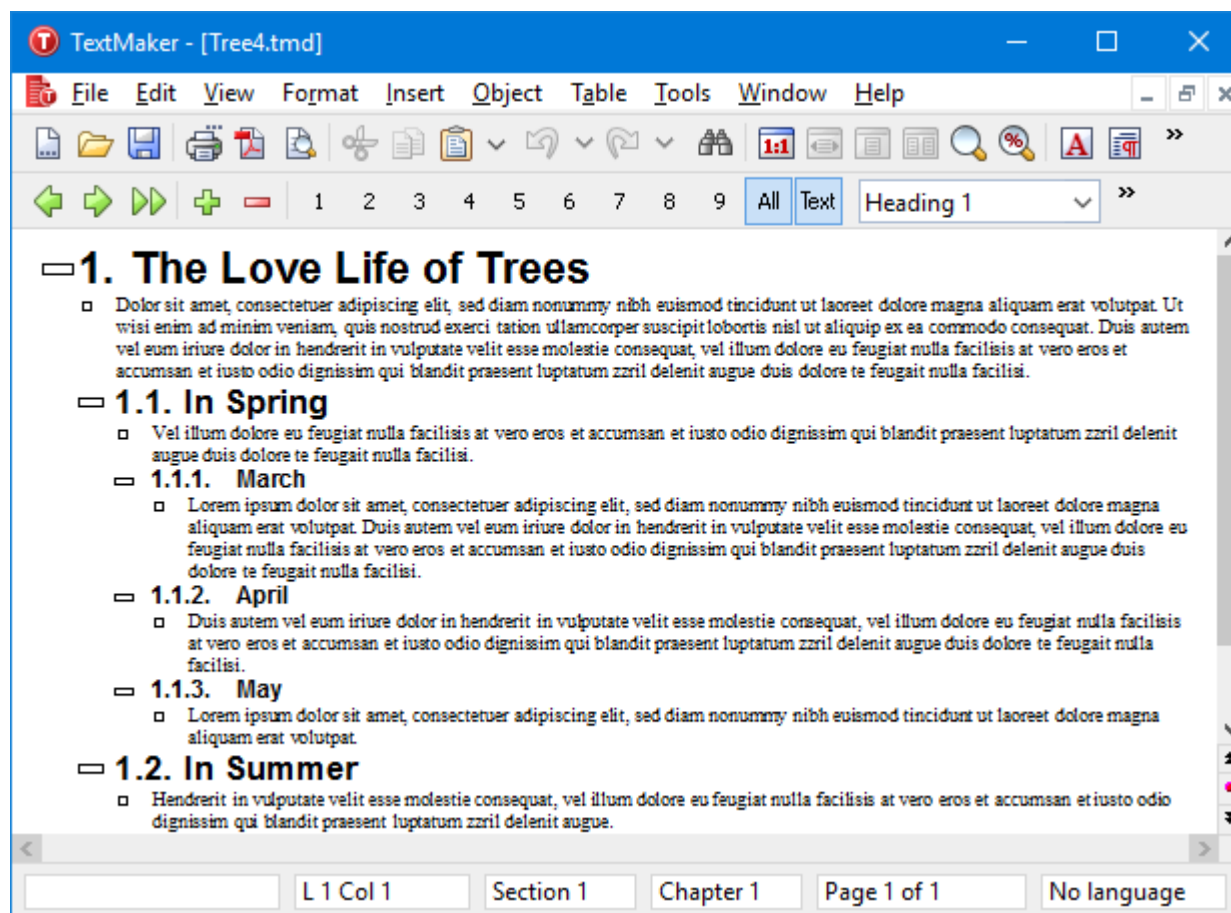 TextMaker - [Tree4.tmd]
File Edit View Format Insert Object Table Tools Window Help
1:1 % A »
1 2 3 4 5 6 7 8 9 All Text Heading 1 »
1. The Love Life of Trees
Dolor sit amet, consectetuer adipiscing elit, sed diam nonummy nibh euismod tincidunt ut laoreet dolore magna aliquam erat volutpat. Ut
wisi enim ad minim veniam, quis nostrud exerci tation ullamcorper suscipit lobortis nisl ut aliquip ex ea commodo consequat. Duis autem
vel eum iriure dolor in hendrerit in vulputate velit esse molestie consequat, vel illum dolore eu feugiat nulla facilisis at vero eros et
accumsan et iusto odio dignissim qui blandit praesent luptatum zzril delenit augue duis dolore te feugait nulla facilisi.
1.1. In Spring
Vel illum dolore eu feugiat nulla facilisis at vero eros et accumsan et iusto odio dignissim qui blandit praesent luptatum zzril delenit
augue duis dolore te feugait nulla facilisi.
1.1.1. March
Lorem ipsum dolor sit amet, consectetuer adipiscing elit, sed diam nonummy nibh euismod tincidunt ut laoreet dolore magna
aliquam erat volutpat. Duis autem vel eum iriure dolor in hendrerit in vulputate velit esse molestie consequat, vel illum dolore eu
feugiat nulla facilisis at vero eros et accumsan et iusto odio dignissim qui blandit praesent luptatum zzril delenit augue duis
dolore te feugait nulla facilisi.
1.1.2. April
Duis autem vel eum iriure dolor in hendrerit in vulputate velit esse molestie consequat, vel illum dolore eu feugiat nulla facilisis
at vero eros et accumsan et iusto odio dignissim qui blandit praesent luptatum zzril delenit augue duis dolore te feugait nulla
facilisi.
1.1.3. May
Lorem ipsum dolor sit amet, consectetuer adipiscing elit, sed diam nonummy nibh euismod tincidunt ut laoreet dolore magna
aliquam erat volutpat.
1.2. In Summer
Hendrerit in vulputate velit esse molestie consequat, vel illum dolore eu feugiat nulla facilisis at vero eros et accumsan et iusto odio
dignissim qui blandit praesent luptatum zzril delenit augue.
L 1 Col 1 Section 1 Chapter 1 Page 1 of 1 No language